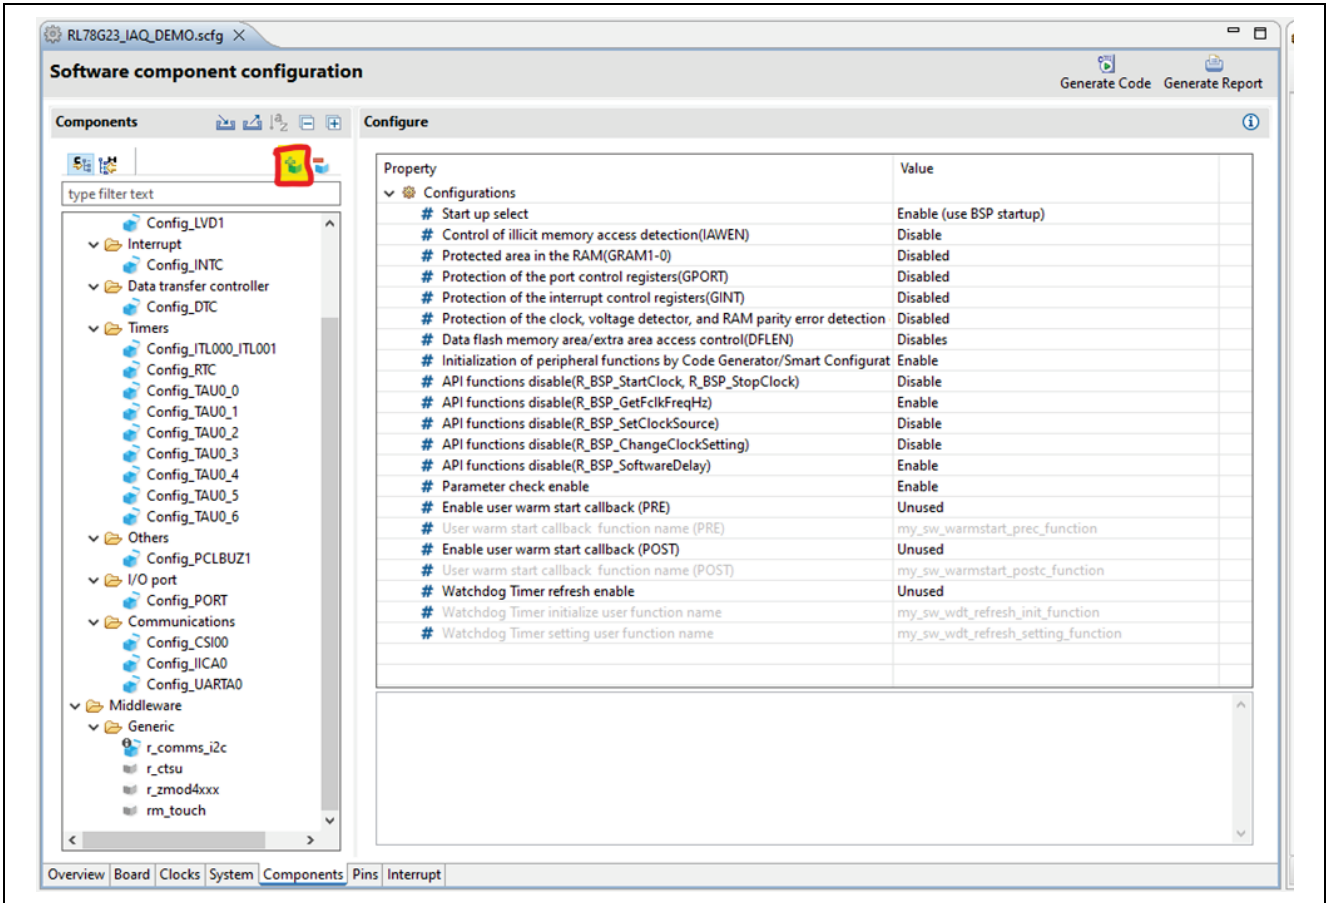 RL78G23_IAQ_DEMO.scfg
Software component configuration
Generate Code Generate Report
Components
Configure
type filter text
Config_LVD1
Interrupt
Config_INTC
Data transfer controller
Config_DTC
Timers
Config_ITL000_ITL001
Config_RTC
Config_TAU0_0
Config_TAU0_1
Config_TAU0_2
Config_TAU0_3
Config_TAU0_4
Config_TAU0_5
Config_TAU0_6
Others
Config_PCLBUZ1
I/O port
Config_PORT
Communications
Config_CSI00
Config_IICA0
Config_UARTA0
Middleware
Generic
r_comms_i2c
r_ctsu
r_zmod4xxx
rm_touch
Property Value
Configurations
# Start up select Enable (use BSP startup)
# Control of illicit memory access detection(IAWEN) Disable
# Protected area in the RAM(GRAM1-0) Disabled
# Protection of the port control registers(GPORT) Disabled
# Protection of the interrupt control registers(GINT) Disabled
# Protection of the clock, voltage detector, and RAM parity error detection Disabled
# Data flash memory area/extra area access control(DFLEN) Disables
# Initialization of peripheral functions by Code Generator/Smart Configurat Enable
# API functions disable(R_BSP_StartClock, R_BSP_StopClock) Disable
# API functions disable(R_BSP_GetFclkFreqHz) Enable
# API functions disable(R_BSP_SetClockSource) Disable
# API functions disable(R_BSP_ChangeClockSetting) Disable
# API functions disable(R_BSP_SoftwareDelay) Enable
# Parameter check enable Enable
# Enable user warm start callback (PRE) Unused
# User warm start callback function name (PRE) my_sw_warmstart_prec_function
# Enable user warm start callback (POST) Unused
# User warm start callback function name (POST) my_sw_warmstart_postc_function
# Watchdog Timer refresh enable Unused
# Watchdog Timer initialize user function name my_sw_wdt_refresh_init_function
# Watchdog Timer setting user function name my_sw_wdt_refresh_setting_function
Overview Board Clocks System Components Pins Interrupt